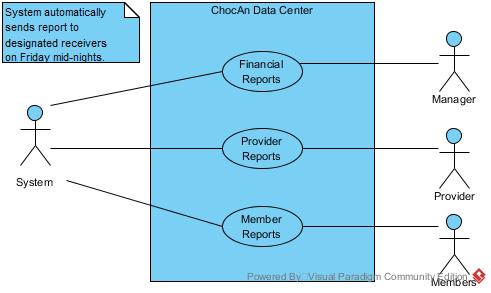 System automatically
sends report to
designated receivers
on Friday mid-nights.
ChocAn Data Center
Financial
Reports
Manager
System
Provider
Reports
Provider
Member
Reports
Members
Powered By Visual Paradigm Community Edition